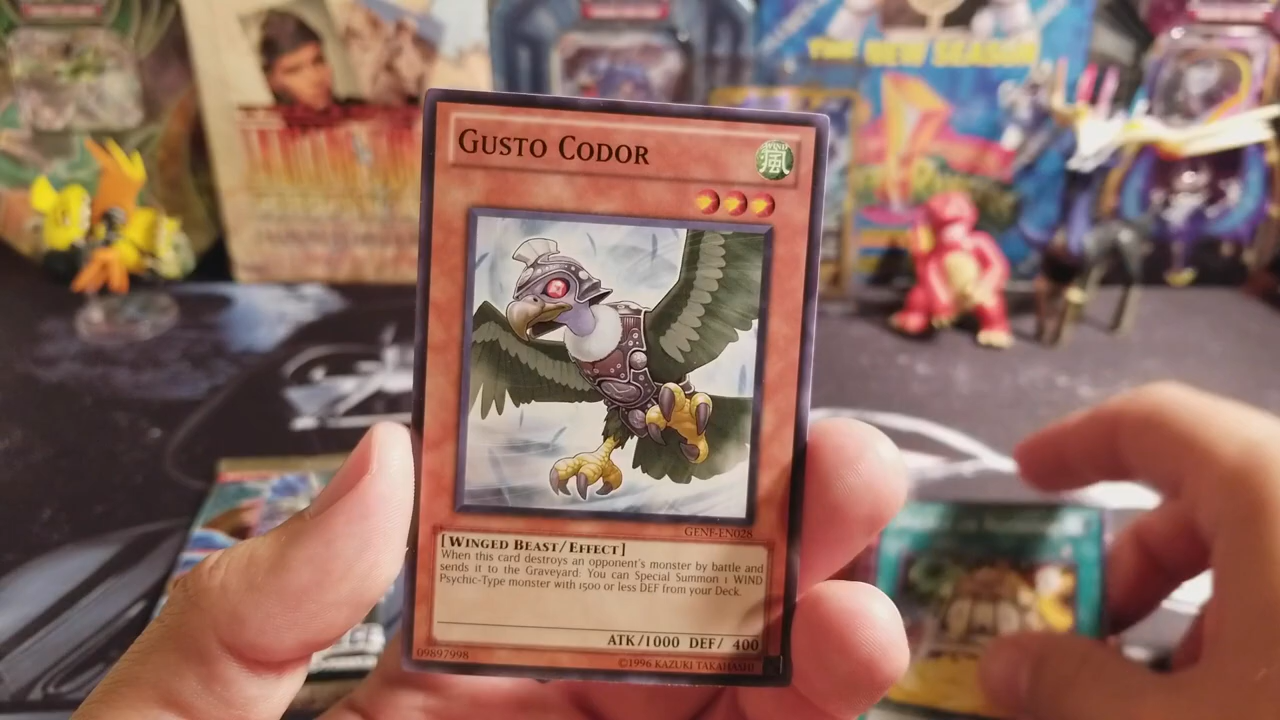 THE NEW SEASON
GUSTO CODOR
WIND
風
GENF-EN028
[WINGED BEAST/EFFECT]
When this card destroys an opponent's monster by battle and
sends it to the Graveyard: You can Special Summon 1 WIND
Psychic-Type monster with 1500 or less DEF from your Deck.
ATK/1000 DEF/ 400
09897998
©1996 KAZUKI TAKAHASHI